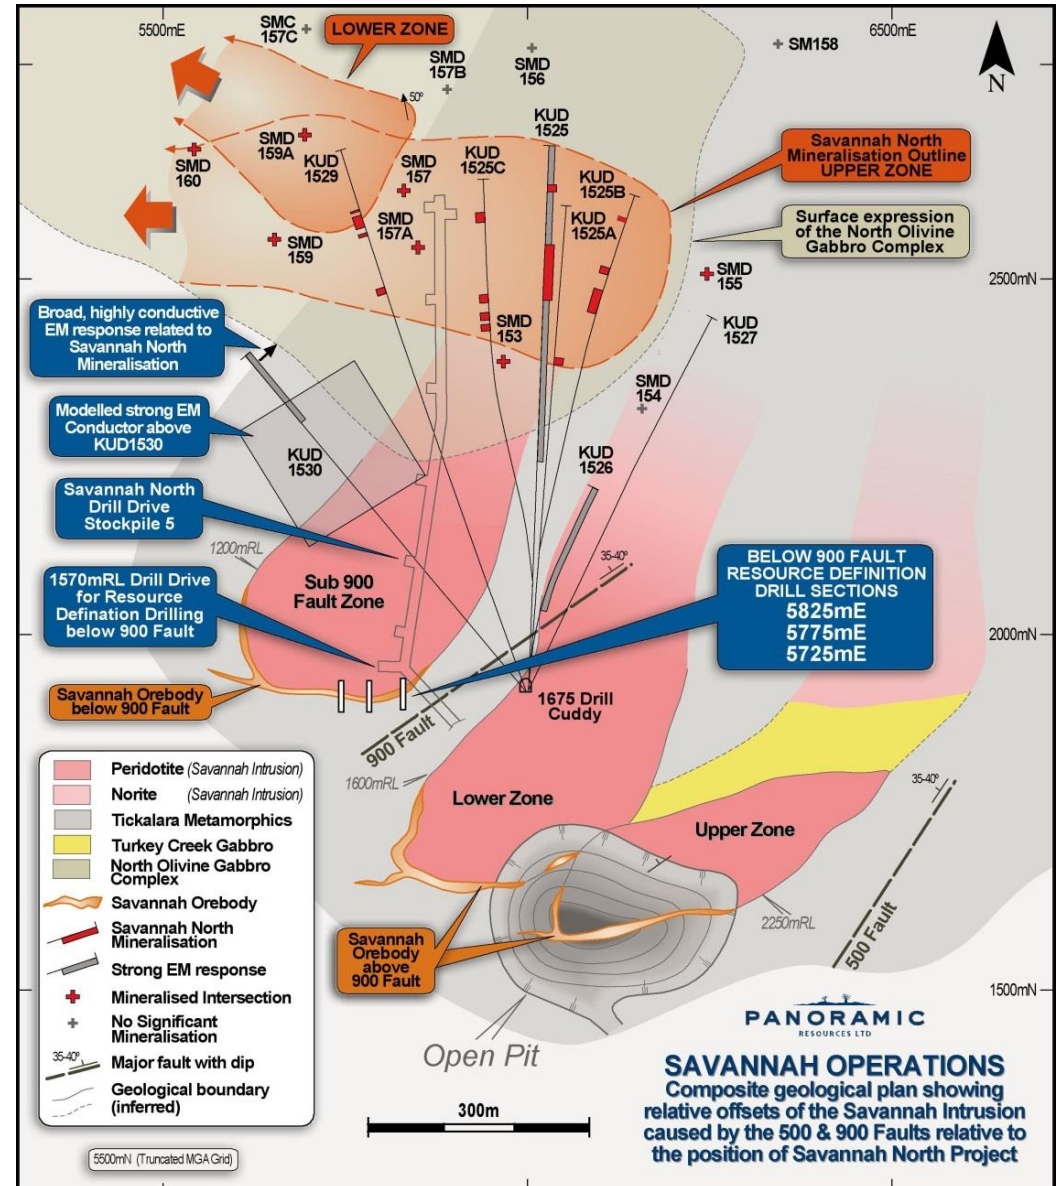 5500mE
6500mE
SMC
157C
LOWER ZONE
SMD
157B
SMD
156
SM158
N
50º
KUD
1525
SMD
159A
SMD
160
KUD
1529
SMD
157
KUD
1525C
KUD
1525B
Savannah North
Mineralisation Outline
UPPER ZONE
SMD
157A
KUD
1525A
Surface expression
of the North Olivine
Gabbro Complex
SMD
159
SMD
155
2500mN
Broad, highly conductive
EM response related to
Savannah North
Mineralisation
SMD
153
KUD
1527
SMD
154
Modelled strong EM
Conductor above
KUD1530
KUD
1530
KUD
1526
Savannah North
Drill Drive
Stockpile 5
1200mRL
35-40º
BELOW 900 FAULT
RESOURCE DEFINITION
DRILL SECTIONS
5825mE
5775mE
5725mE
1570mRL Drill Drive
for Resource
Defination Drilling
below 900 Fault
Sub 900
Fault Zone
2000mN
Savannah Orebody
below 900 Fault
1675 Drill
Cuddy
900 Fault
1600mRL
35-40º
Lower Zone
Upper Zone
2250mRL
500 Fault
Savannah
Orebody
above
900 Fault
1500mN
Open Pit
Peridotite (Savannah Intrusion)
Norite (Savannah Intrusion)
Tickalara Metamorphics
Turkey Creek Gabbro
North Olivine Gabbro
Complex
Savannah Orebody
Savannah North
Mineralisation
Strong EM response
Mineralised Intersection
No Significant
Mineralisation
35-40º
Major fault with dip
Geological boundary
(inferred)
300m
5500mN (Truncated MGA Grid)
PANORAMIC
RESOURCES LTD
SAVANNAH OPERATIONS
Composite geological plan showing
relative offsets of the Savannah Intrusion
caused by the 500 & 900 Faults relative to
the position of Savannah North Project